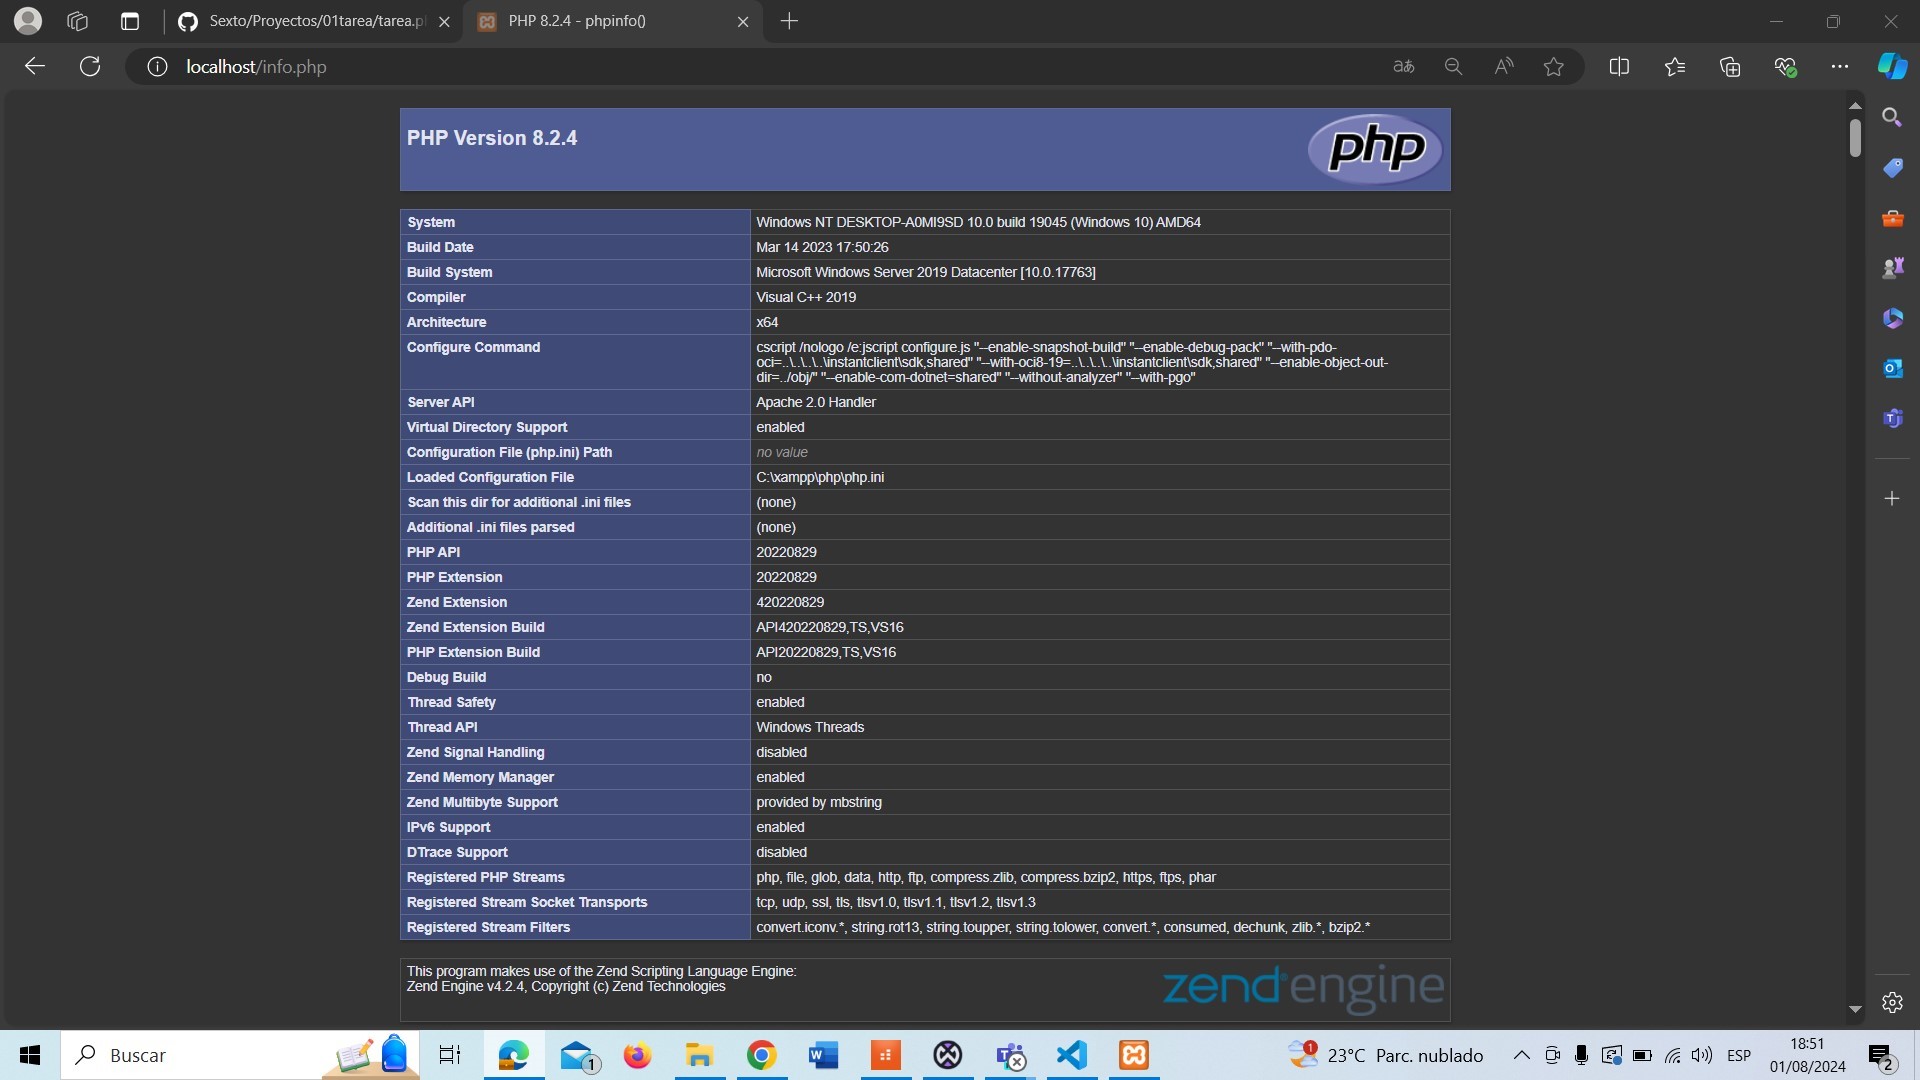 Sexto/Proyectos/01tarea/tarea.p
PHP 8.2.4 - phpinfo()
localhost/info.php
PHP Version 8.2.4
php
System Windows NT DESKTOP-A0MI9SD 10.0 build 19045 (Windows 10) AMD64
Build Date Mar 14 2023 17:50:26
Build System Microsoft Windows Server 2019 Datacenter [10.0.17763]
Compiler Visual C++ 2019
Architecture x64
Configure Command cscript /nologo /e:jscript configure.js "--enable-snapshot-build" "--enable-debug-pack" "--with-pdo-
oci=..\..\..\..\instantclient\sdk,shared" "--with-oci8-19=..\..\..\..\instantclient\sdk,shared" "--enable-object-out-
dir=../obj/" "--enable-com-dotnet=shared" "--without-analyzer" "--with-pgo"
Server API Apache 2.0 Handler
Virtual Directory Support enabled
Configuration File (php.ini) Path no value
Loaded Configuration File C:\xampp\php\php.ini
Scan this dir for additional .ini files (none)
Additional .ini files parsed (none)
PHP API 20220829
PHP Extension 20220829
Zend Extension 420220829
Zend Extension Build API420220829,TS,VS16
PHP Extension Build API20220829,TS,VS16
Debug Build no
Thread Safety enabled
Thread API Windows Threads
Zend Signal Handling disabled
Zend Memory Manager enabled
Zend Multibyte Support provided by mbstring
IPv6 Support enabled
DTrace Support disabled
Registered PHP Streams php, file, glob, data, http, ftp, compress.zlib, compress.bzip2, https, ftps, phar
Registered Stream Socket Transports tcp, udp, ssl, tls, tlsv1.0, tlsv1.1, tlsv1.2, tlsv1.3
Registered Stream Filters convert.iconv.*, string.rot13, string.toupper, string.tolower, convert.*, consumed, dechunk, zlib.*, bzip2.*
This program makes use of the Zend Scripting Language Engine:
Zend Engine v4.2.4, Copyright (c) Zend Technologies
zend engine
Buscar
1
1
23°C Parc. nublado
ESP
18:51
01/08/2024
2